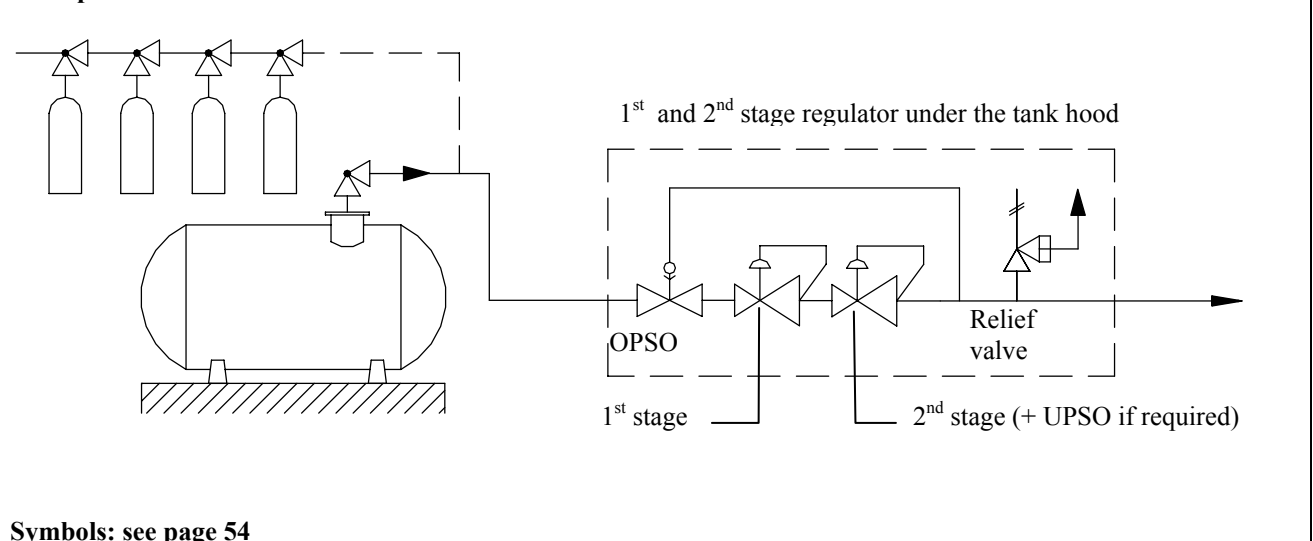 1st and 2nd stage regulator under the tank hood
OPSO
Relief
valve
1st stage
2nd stage (+ UPSO if required)
Symbols: see page 54